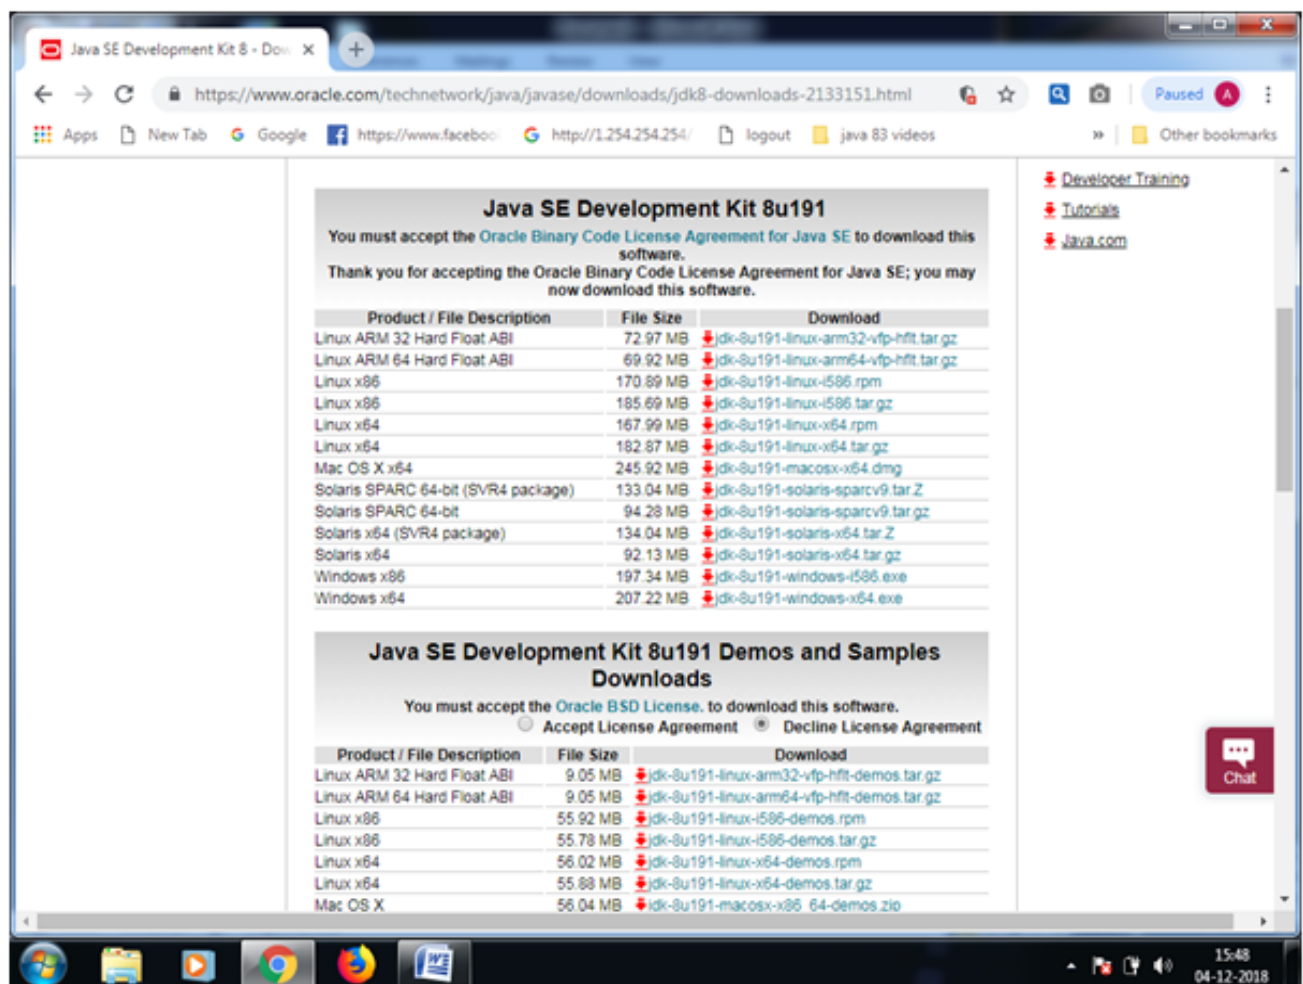 Java SE Development Kit 8 - Dow
https://www.oracle.com/technetwork/java/javase/downloads/jdk8-downloads-2133151.html
Paused A
Apps New Tab G Google f https://www.faceboo G http://1.254.254.254/ logout java 83 videos » Other bookmarks
Developer Training
Tutorials
Java.com
Java SE Development Kit 8u191
You must accept the Oracle Binary Code License Agreement for Java SE to download this
software.
Thank you for accepting the Oracle Binary Code License Agreement for Java SE; you may
now download this software.
Product / File Description File Size Download
Linux ARM 32 Hard Float ABI 72.97 MB jdk-8u191-linux-arm32-vfp-hflt.tar.gz
Linux ARM 64 Hard Float ABI 69.92 MB jdk-8u191-linux-arm64-vfp-hflt.tar.gz
Linux x86 170.89 MB jdk-8u191-linux-i586.rpm
Linux x86 185.69 MB jdk-8u191-linux-i586.tar.gz
Linux x64 167.99 MB jdk-8u191-linux-x64.rpm
Linux x64 182.87 MB jdk-8u191-linux-x64.tar.gz
Mac OS X x64 245.92 MB jdk-8u191-macosx-x64.dmg
Solaris SPARC 64-bit (SVR4 package) 133.04 MB jdk-8u191-solaris-sparcv9.tar.Z
Solaris SPARC 64-bit 94.28 MB jdk-8u191-solaris-sparcv9.tar.gz
Solaris x64 (SVR4 package) 134.04 MB jdk-8u191-solaris-x64.tar.Z
Solaris x64 92.13 MB jdk-8u191-solaris-x64.tar.gz
Windows x86 197.34 MB jdk-8u191-windows-i586.exe
Windows x64 207.22 MB jdk-8u191-windows-x64.exe
Java SE Development Kit 8u191 Demos and Samples
Downloads
You must accept the Oracle BSD License. to download this software.
Accept License Agreement Decline License Agreement
Product / File Description File Size Download
Linux ARM 32 Hard Float ABI 9.05 MB jdk-8u191-linux-arm32-vfp-hflt-demos.tar.gz
Linux ARM 64 Hard Float ABI 9.05 MB jdk-8u191-linux-arm64-vfp-hflt-demos.tar.gz
Linux x86 55.92 MB jdk-8u191-linux-i586-demos.rpm
Linux x86 55.78 MB jdk-8u191-linux-i586-demos.tar.gz
Linux x64 56.02 MB jdk-8u191-linux-x64-demos.rpm
Linux x64 55.88 MB jdk-8u191-linux-x64-demos.tar.gz
Mac OS X 56.04 MB jdk-8u191-macosx-x86_64-demos.zip
Chat
15:48
04-12-2018